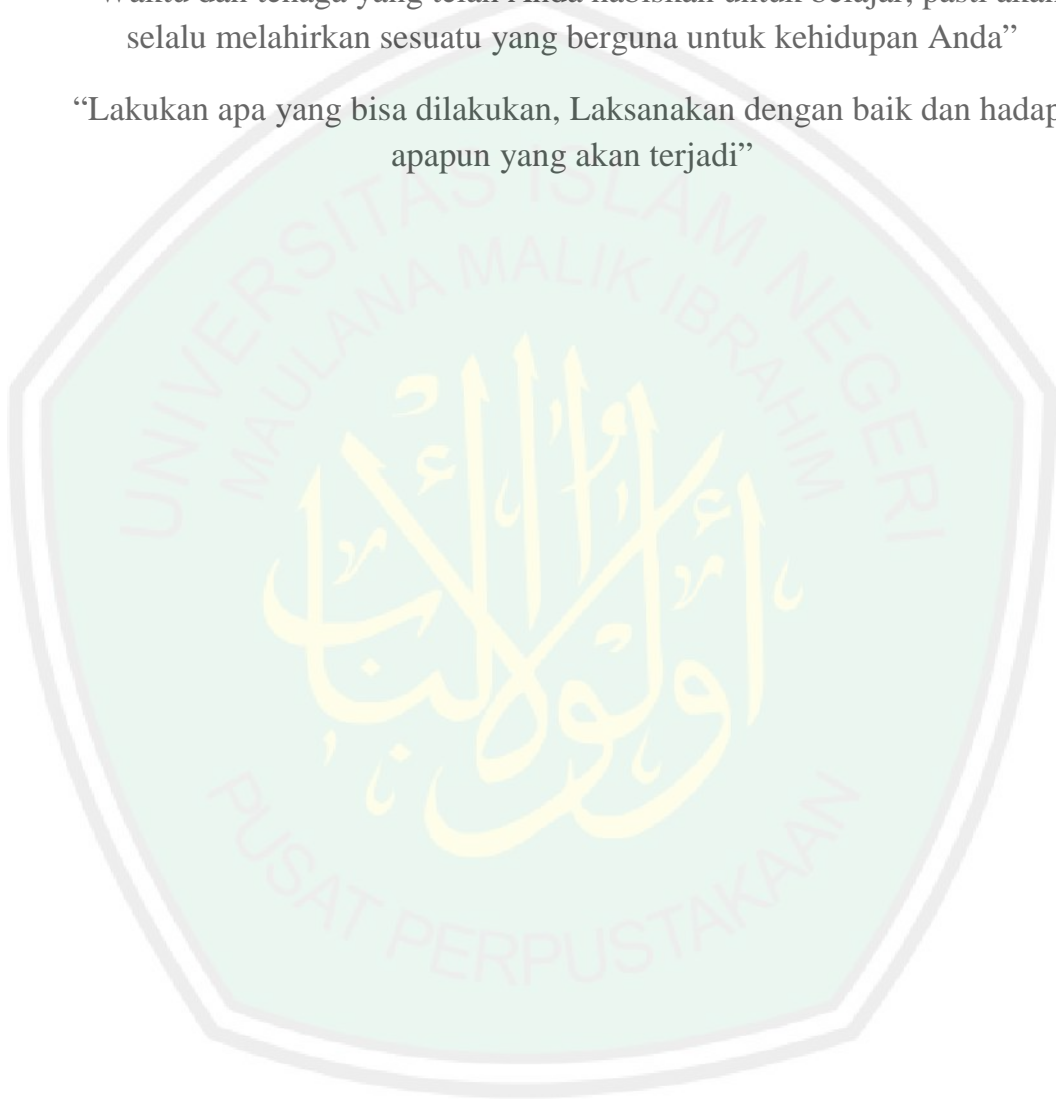 selalu melahirkan sesuatu yang berguna untuk kehidupan Anda”
“Lakukan apa yang bisa dilakukan, Laksanakan dengan baik dan hadap
apapun yang akan terjadi”
UNIVERSITAS ISLAM NEGERI
MAULANA MALIK IBRAHIM
أولوا الألباب
PUSAT PERPUSTAKAAN